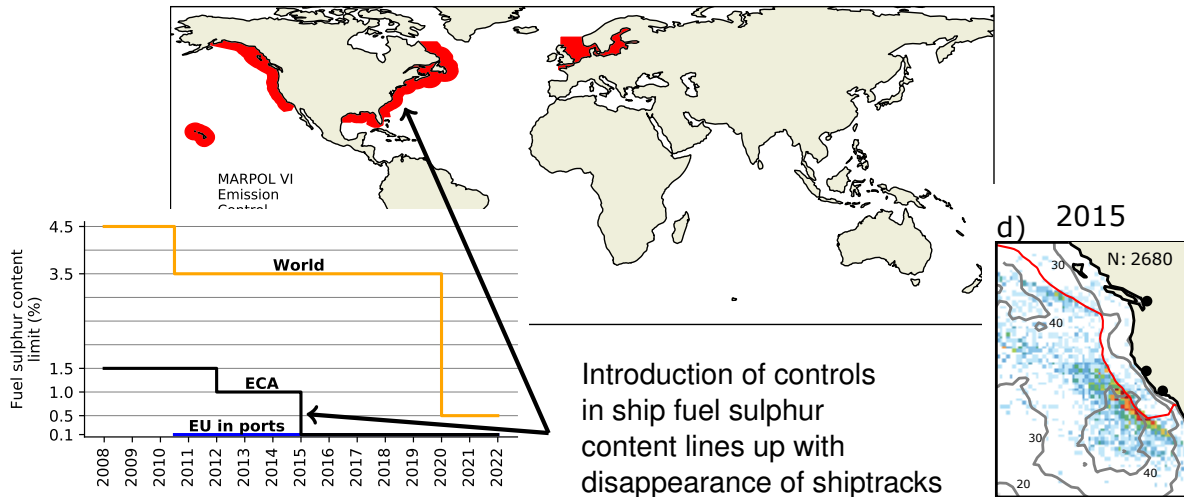 MARPOL VI
Emission
Control
Fuel sulphur content
limit (%)
4.5
3.5
1.5
1.0
0.5
0.1
World
ECA
EU in ports
2008
2009
2010
2011
2012
2013
2014
2015
2016
2017
2018
2019
2020
2021
2022
Introduction of controls
in ship fuel sulphur
content lines up with
disappearance of shiptracks
d) 2015
N: 2680
30
40
40
30
40
20